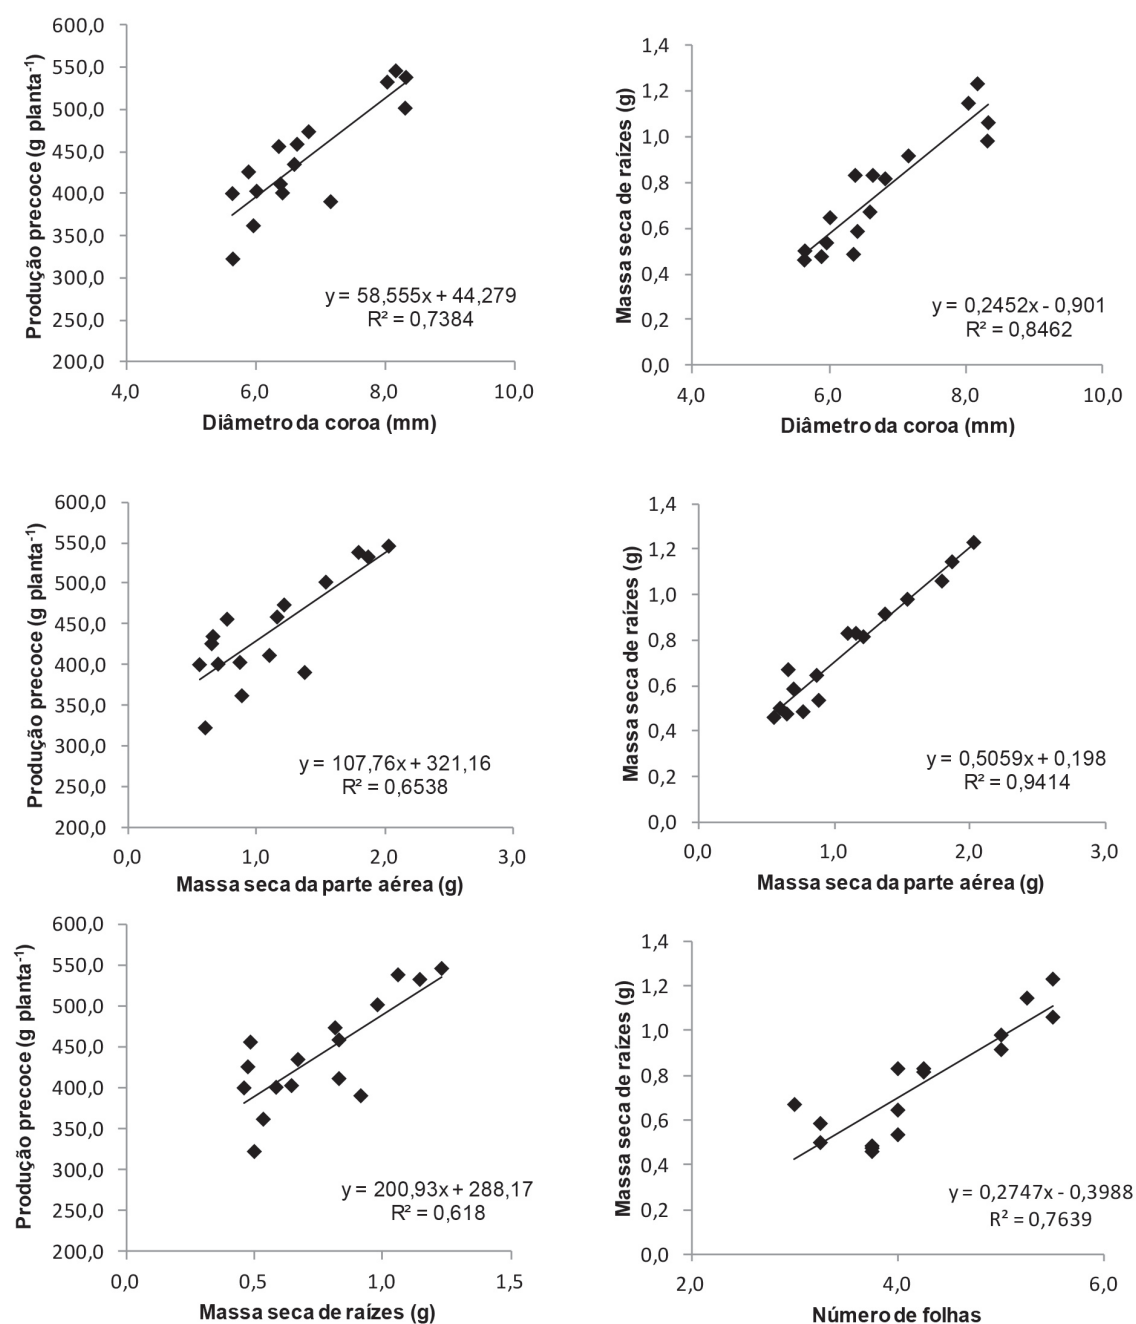 Produção precoce (g planta⁻¹)
600,0
550,0
500,0
450,0
400,0
350,0
300,0
250,0
200,0
y = 58,555x + 44,279
R² = 0,7384
4,0 6,0 8,0 10,0
Diâmetro da coroa (mm)
Massa seca de raízes (g)
1,4
1,2
1,0
0,8
0,6
0,4
0,2
0,0
y = 0,2452x - 0,901
R² = 0,8462
4,0 6,0 8,0 10,0
Diâmetro da coroa (mm)
Produção precoce (g planta⁻¹)
600,0
550,0
500,0
450,0
400,0
350,0
300,0
250,0
200,0
y = 107,76x + 321,16
R² = 0,6538
0,0 1,0 2,0 3,0
Massa seca da parte aérea (g)
Massa seca de raízes (g)
1,4
1,2
1,0
0,8
0,6
0,4
0,2
0,0
y = 0,5059x + 0,198
R² = 0,9414
0,0 1,0 2,0 3,0
Massa seca da parte aérea (g)
Produção precoce (g planta⁻¹)
600,0
550,0
500,0
450,0
400,0
350,0
300,0
250,0
200,0
y = 200,93x + 288,17
R² = 0,618
0,0 0,5 1,0 1,5
Massa seca de raízes (g)
Massa seca de raízes (g)
1,4
1,2
1,0
0,8
0,6
0,4
0,2
0,0
y = 0,2747x - 0,3988
R² = 0,7639
2,0 4,0 6,0
Número de folhas